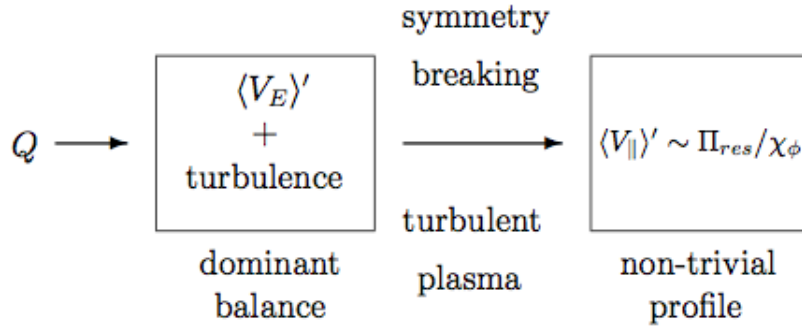 symmetry
breaking
Q
⟨V_E⟩′
+
turbulence
⟨V_∥⟩′ ∼ Π_res/χ_ϕ
turbulent
plasma
dominant
balance
non-trivial
profile